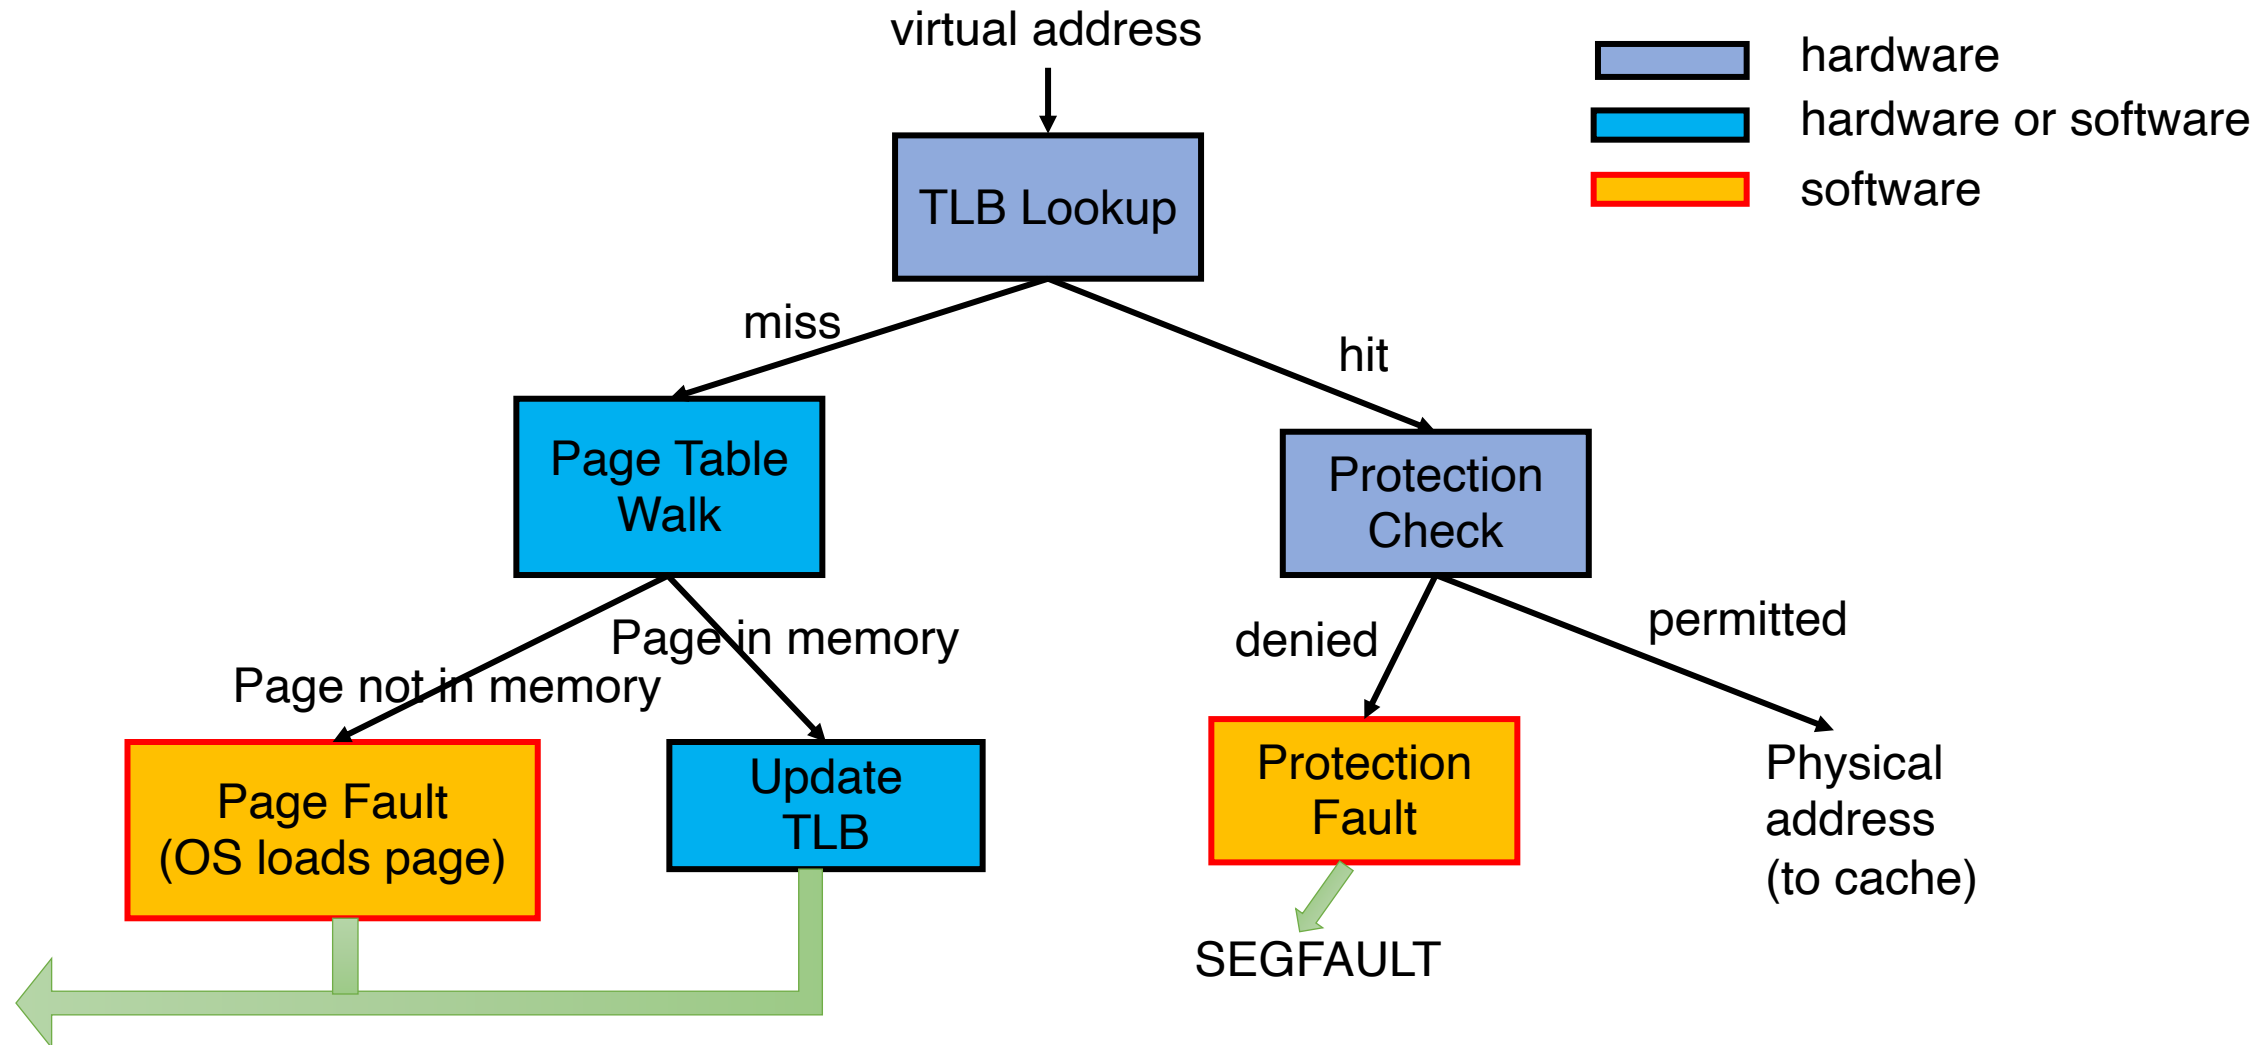 virtual address
hardware
hardware or software
software
TLB Lookup
miss
hit
Page Table
Walk
Protection
Check
Page in memory
Page not in memory
denied
permitted
Page Fault
(OS loads page)
Update
TLB
Protection
Fault
Physical
address
(to cache)
SEGFAULT